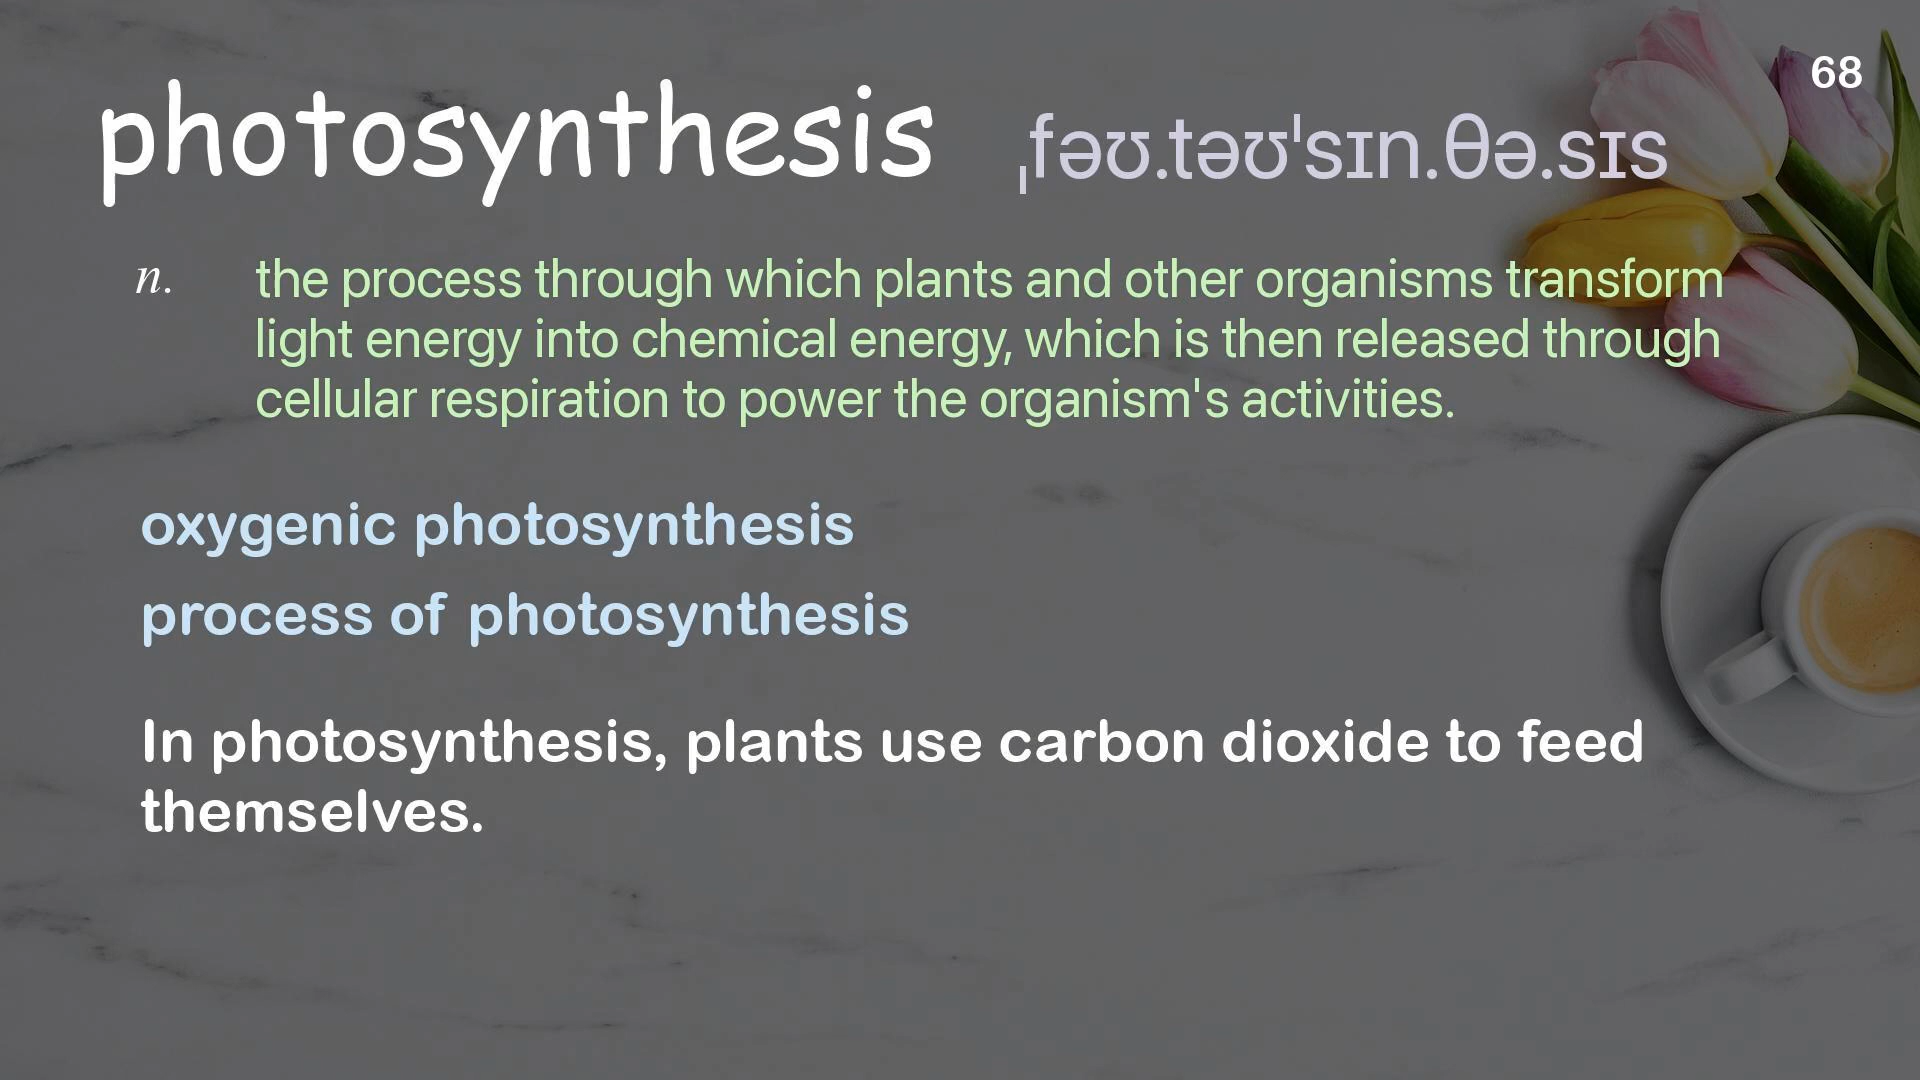 68
photosynthesis ˌfəʊ.təʊˈsɪn.θə.sɪs
n. the process through which plants and other organisms transform
light energy into chemical energy, which is then released through
cellular respiration to power the organism's activities.
oxygenic photosynthesis
process of photosynthesis
In photosynthesis, plants use carbon dioxide to feed
themselves.